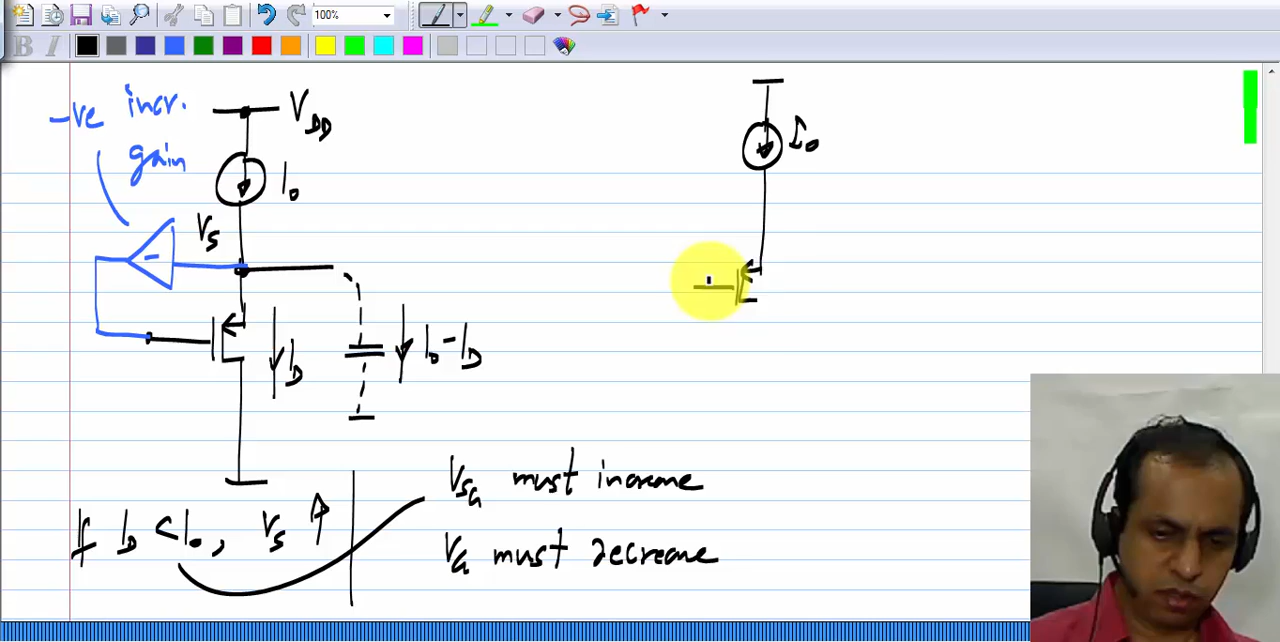 100%
B I
-ve incr.
gain
VDD
I0
VS
ID
I0 - ID
I0
If ID < I0, VS ↑
VSG must increase
VG must decrease